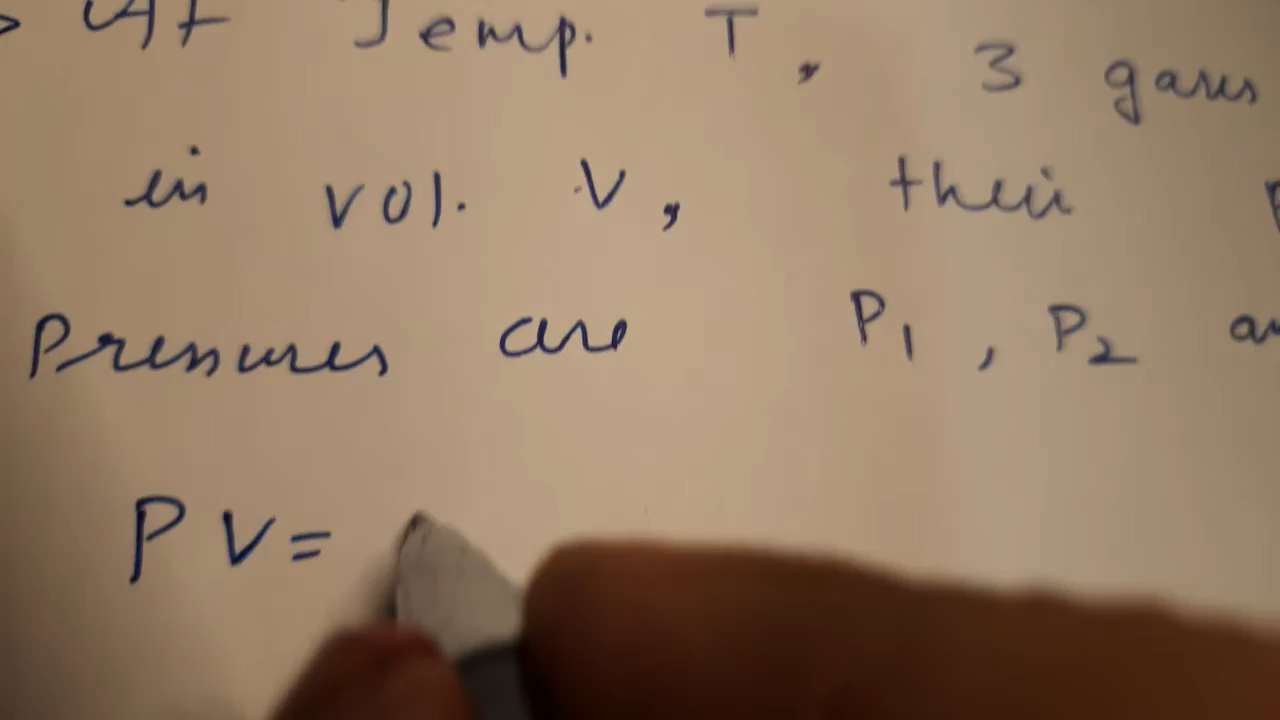 > At Temp. T, 3 gases
in vol. V, their
Pressures are P₁, P₂
PV=